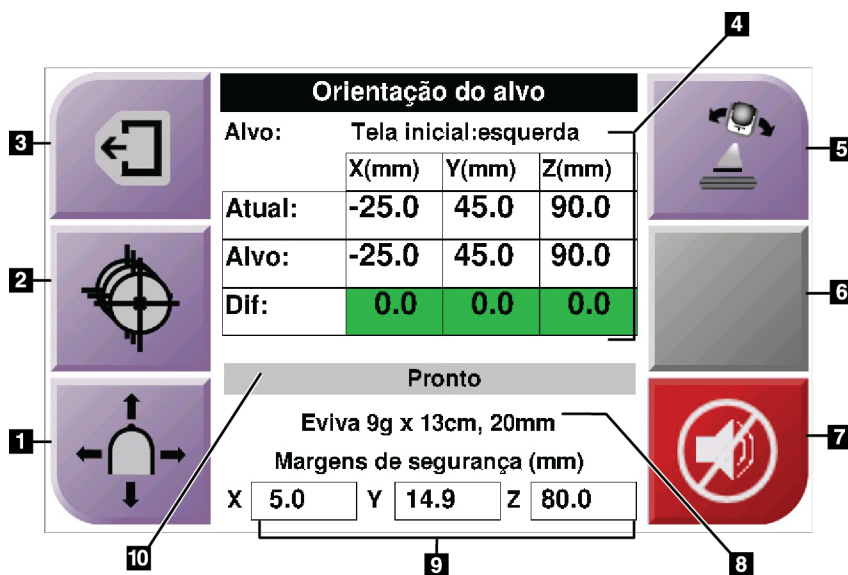 4
Orientação do alvo
3
Alvo: Tela inicial:esquerda
5
X(mm) Y(mm) Z(mm)
Atual: -25.0 45.0 90.0
2
Alvo: -25.0 45.0 90.0
6
Dif: 0.0 0.0 0.0
Pronto
1
Eviva 9g x 13cm, 20mm
7
Margens de segurança (mm)
X 5.0 Y 14.9 Z 80.0
10
9
8